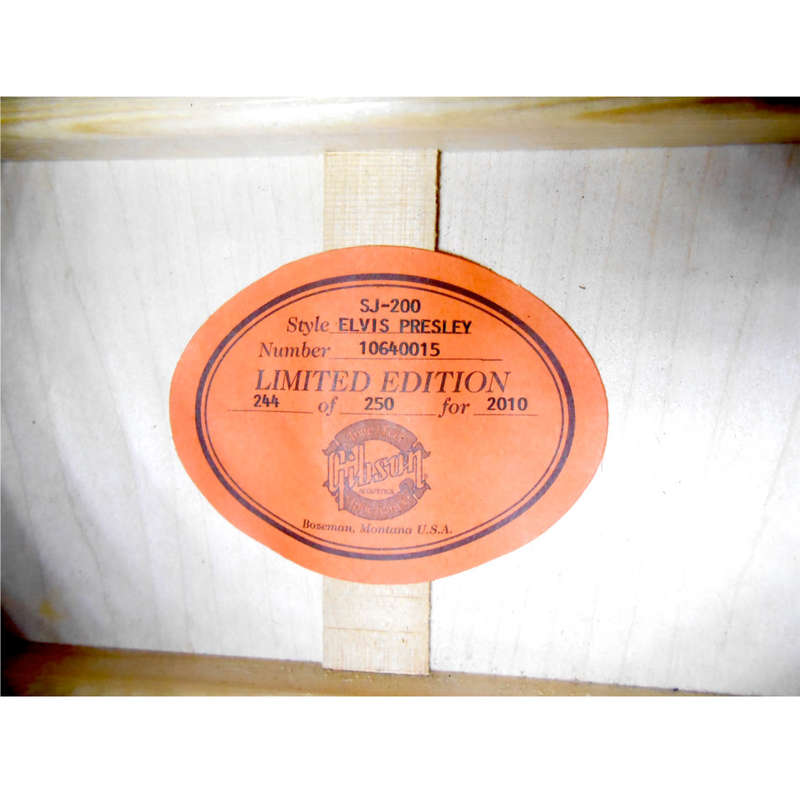 SJ-200
Style ELVIS PRESLEY
Number 10640015
LIMITED EDITION
244 of 250 for 2010
Gibson
Bozeman, Montana U.S.A.